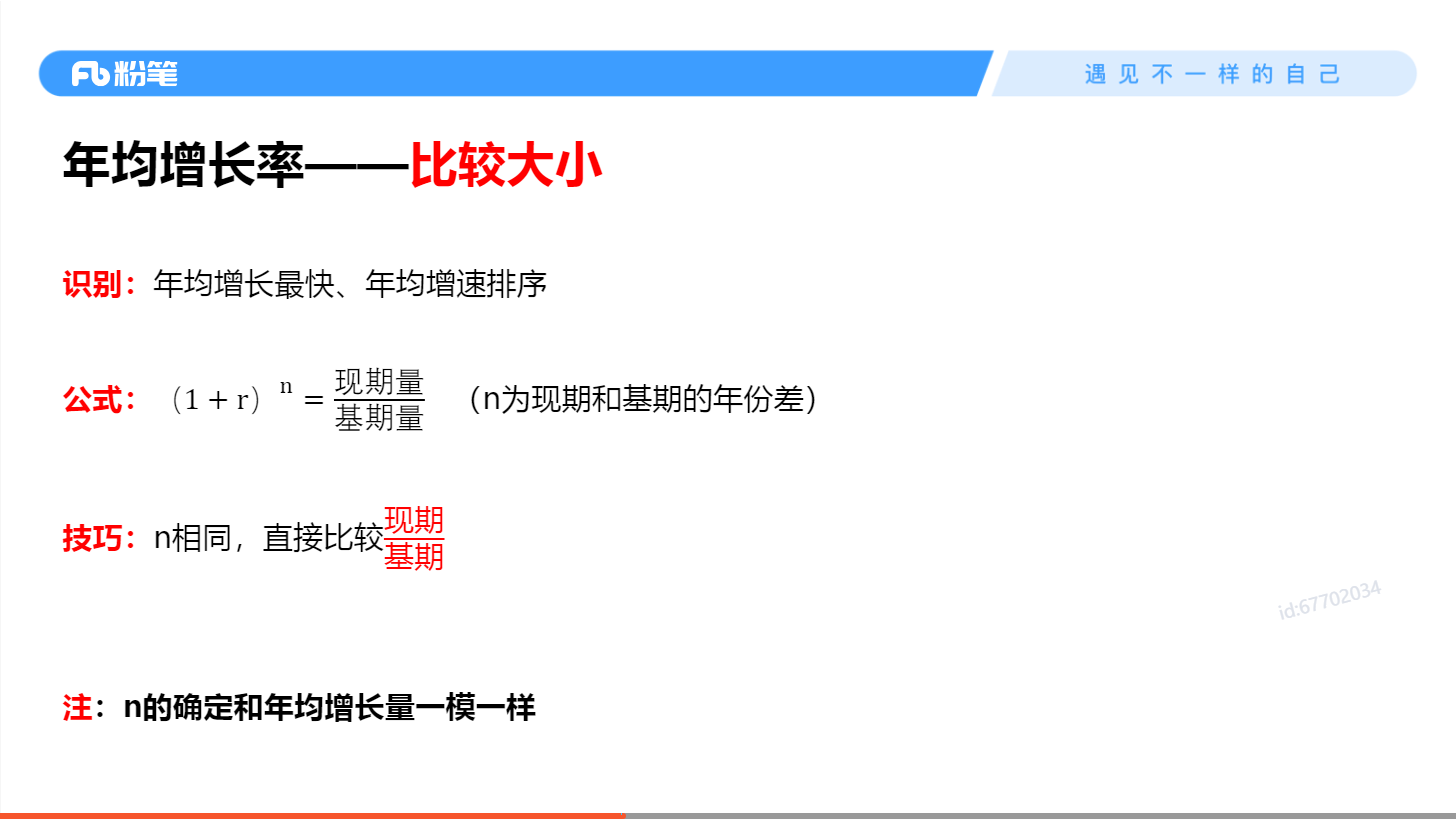 粉笔
遇见不一样的自己
年均增长率——比较大小
识别：年均增长最快、年均增速排序
公式：（1 + r）^n = 现期量/基期量 （n为现期和基期的年份差）
技巧：n相同，直接比较现期/基期
id:67702034
注：n的确定和年均增长量一模一样